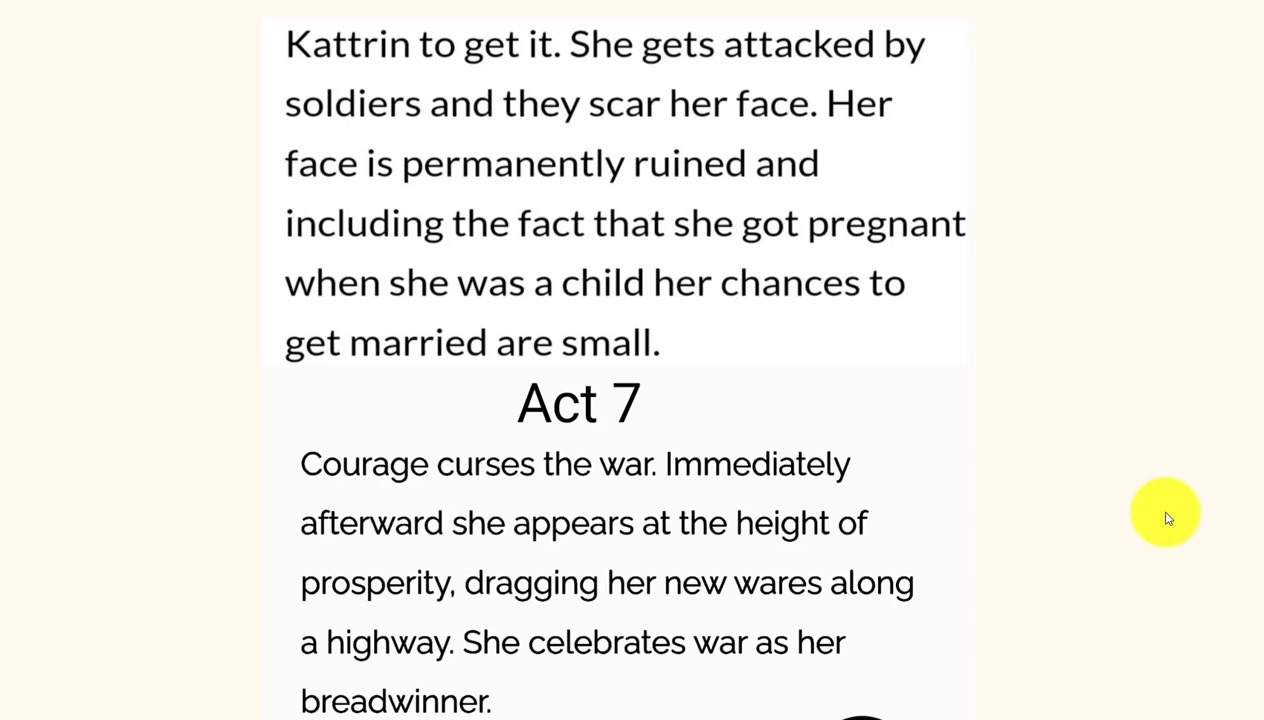 Kattrin to get it. She gets attacked by
soldiers and they scar her face. Her
face is permanently ruined and
including the fact that she got pregnant
when she was a child her chances to
get married are small.
Act 7
Courage curses the war. Immediately
afterward she appears at the height of
prosperity, dragging her new wares along
a highway. She celebrates war as her
breadwinner.